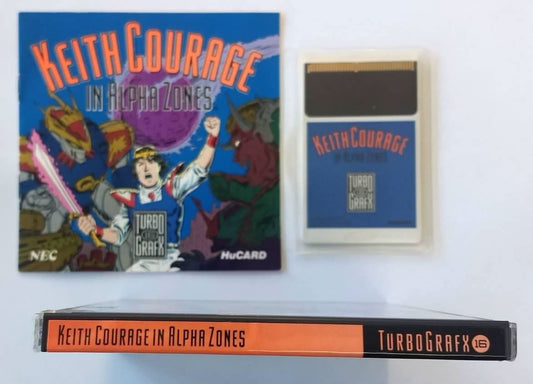 KEITH COURAGE
IN ALPHA ZONES
TURBO
GRAFX
NEC
HuCARD
KEITH COURAGE
IN ALPHA ZONES
TURBO
GRAFX
KEITH COURAGE IN ALPHA ZONES
TURBOGRAFX 16